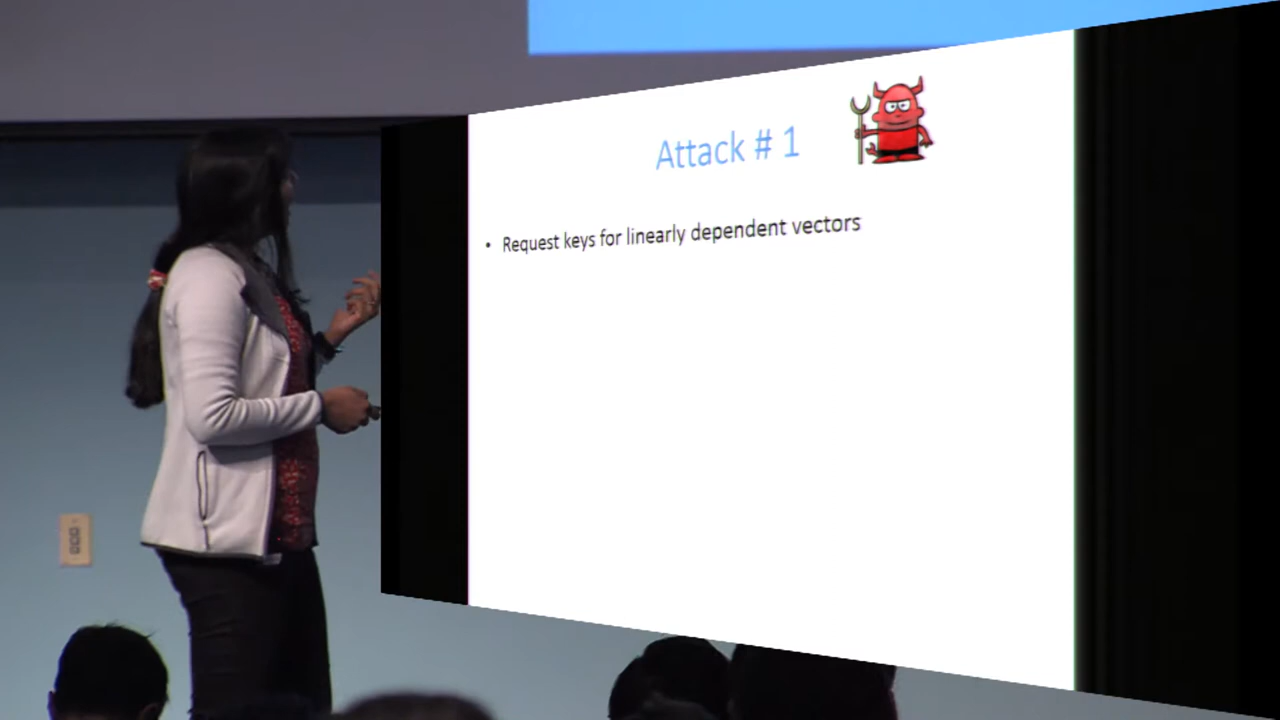 Attack # 1
• Request keys for linearly dependent vectors